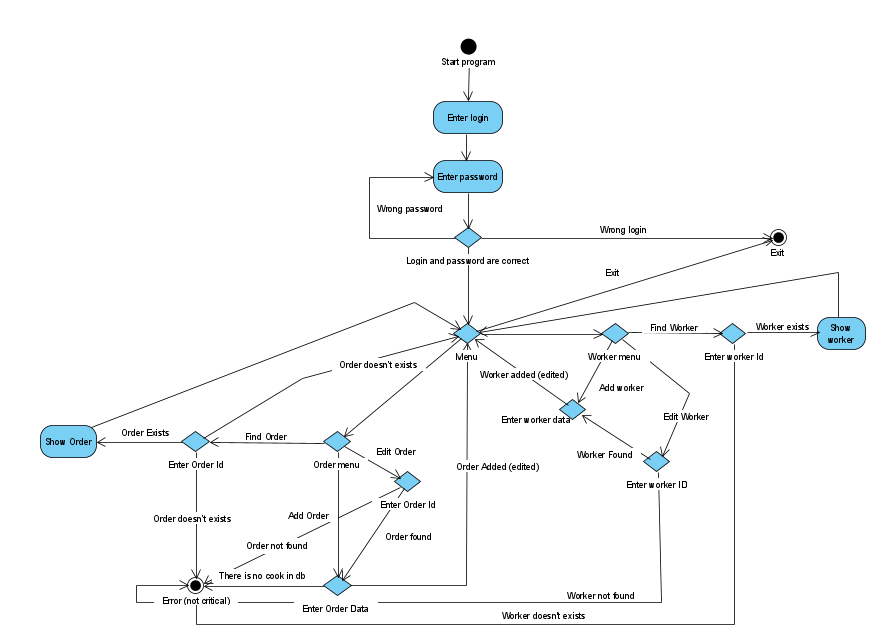 Start program
Enter login
Enter password
Wrong password
Wrong login
Login and password are correct
Exit
Exit
Menu
Worker menu
Find Worker
Enter worker Id
Worker exists
Show
worker
Order doesn't exists
Worker added (edited)
Add worker
Enter worker data
Edit Worker
Show Order
Order Exists
Enter Order Id
Find Order
Order menu
Edit Order
Worker Found
Enter worker ID
Order Added (edited)
Enter Order Id
Order doesn't exists
Add Order
Order found
Order not found
There is no cook in db
Error (not critical)
Enter Order Data
Worker not found
Worker doesn't exists